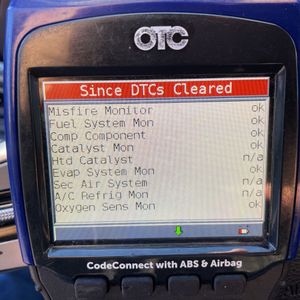 OTC
Since DTCs Cleared
Misfire Monitor ok
Fuel System Mon ok
Comp Component ok
Catalyst Mon ok
Htd Catalyst n/a
Evap System Mon ok
Sec Air System n/a
A/C Refrig Mon n/a
Oxygen Sens Mon ok
CodeConnect with ABS & Airbag